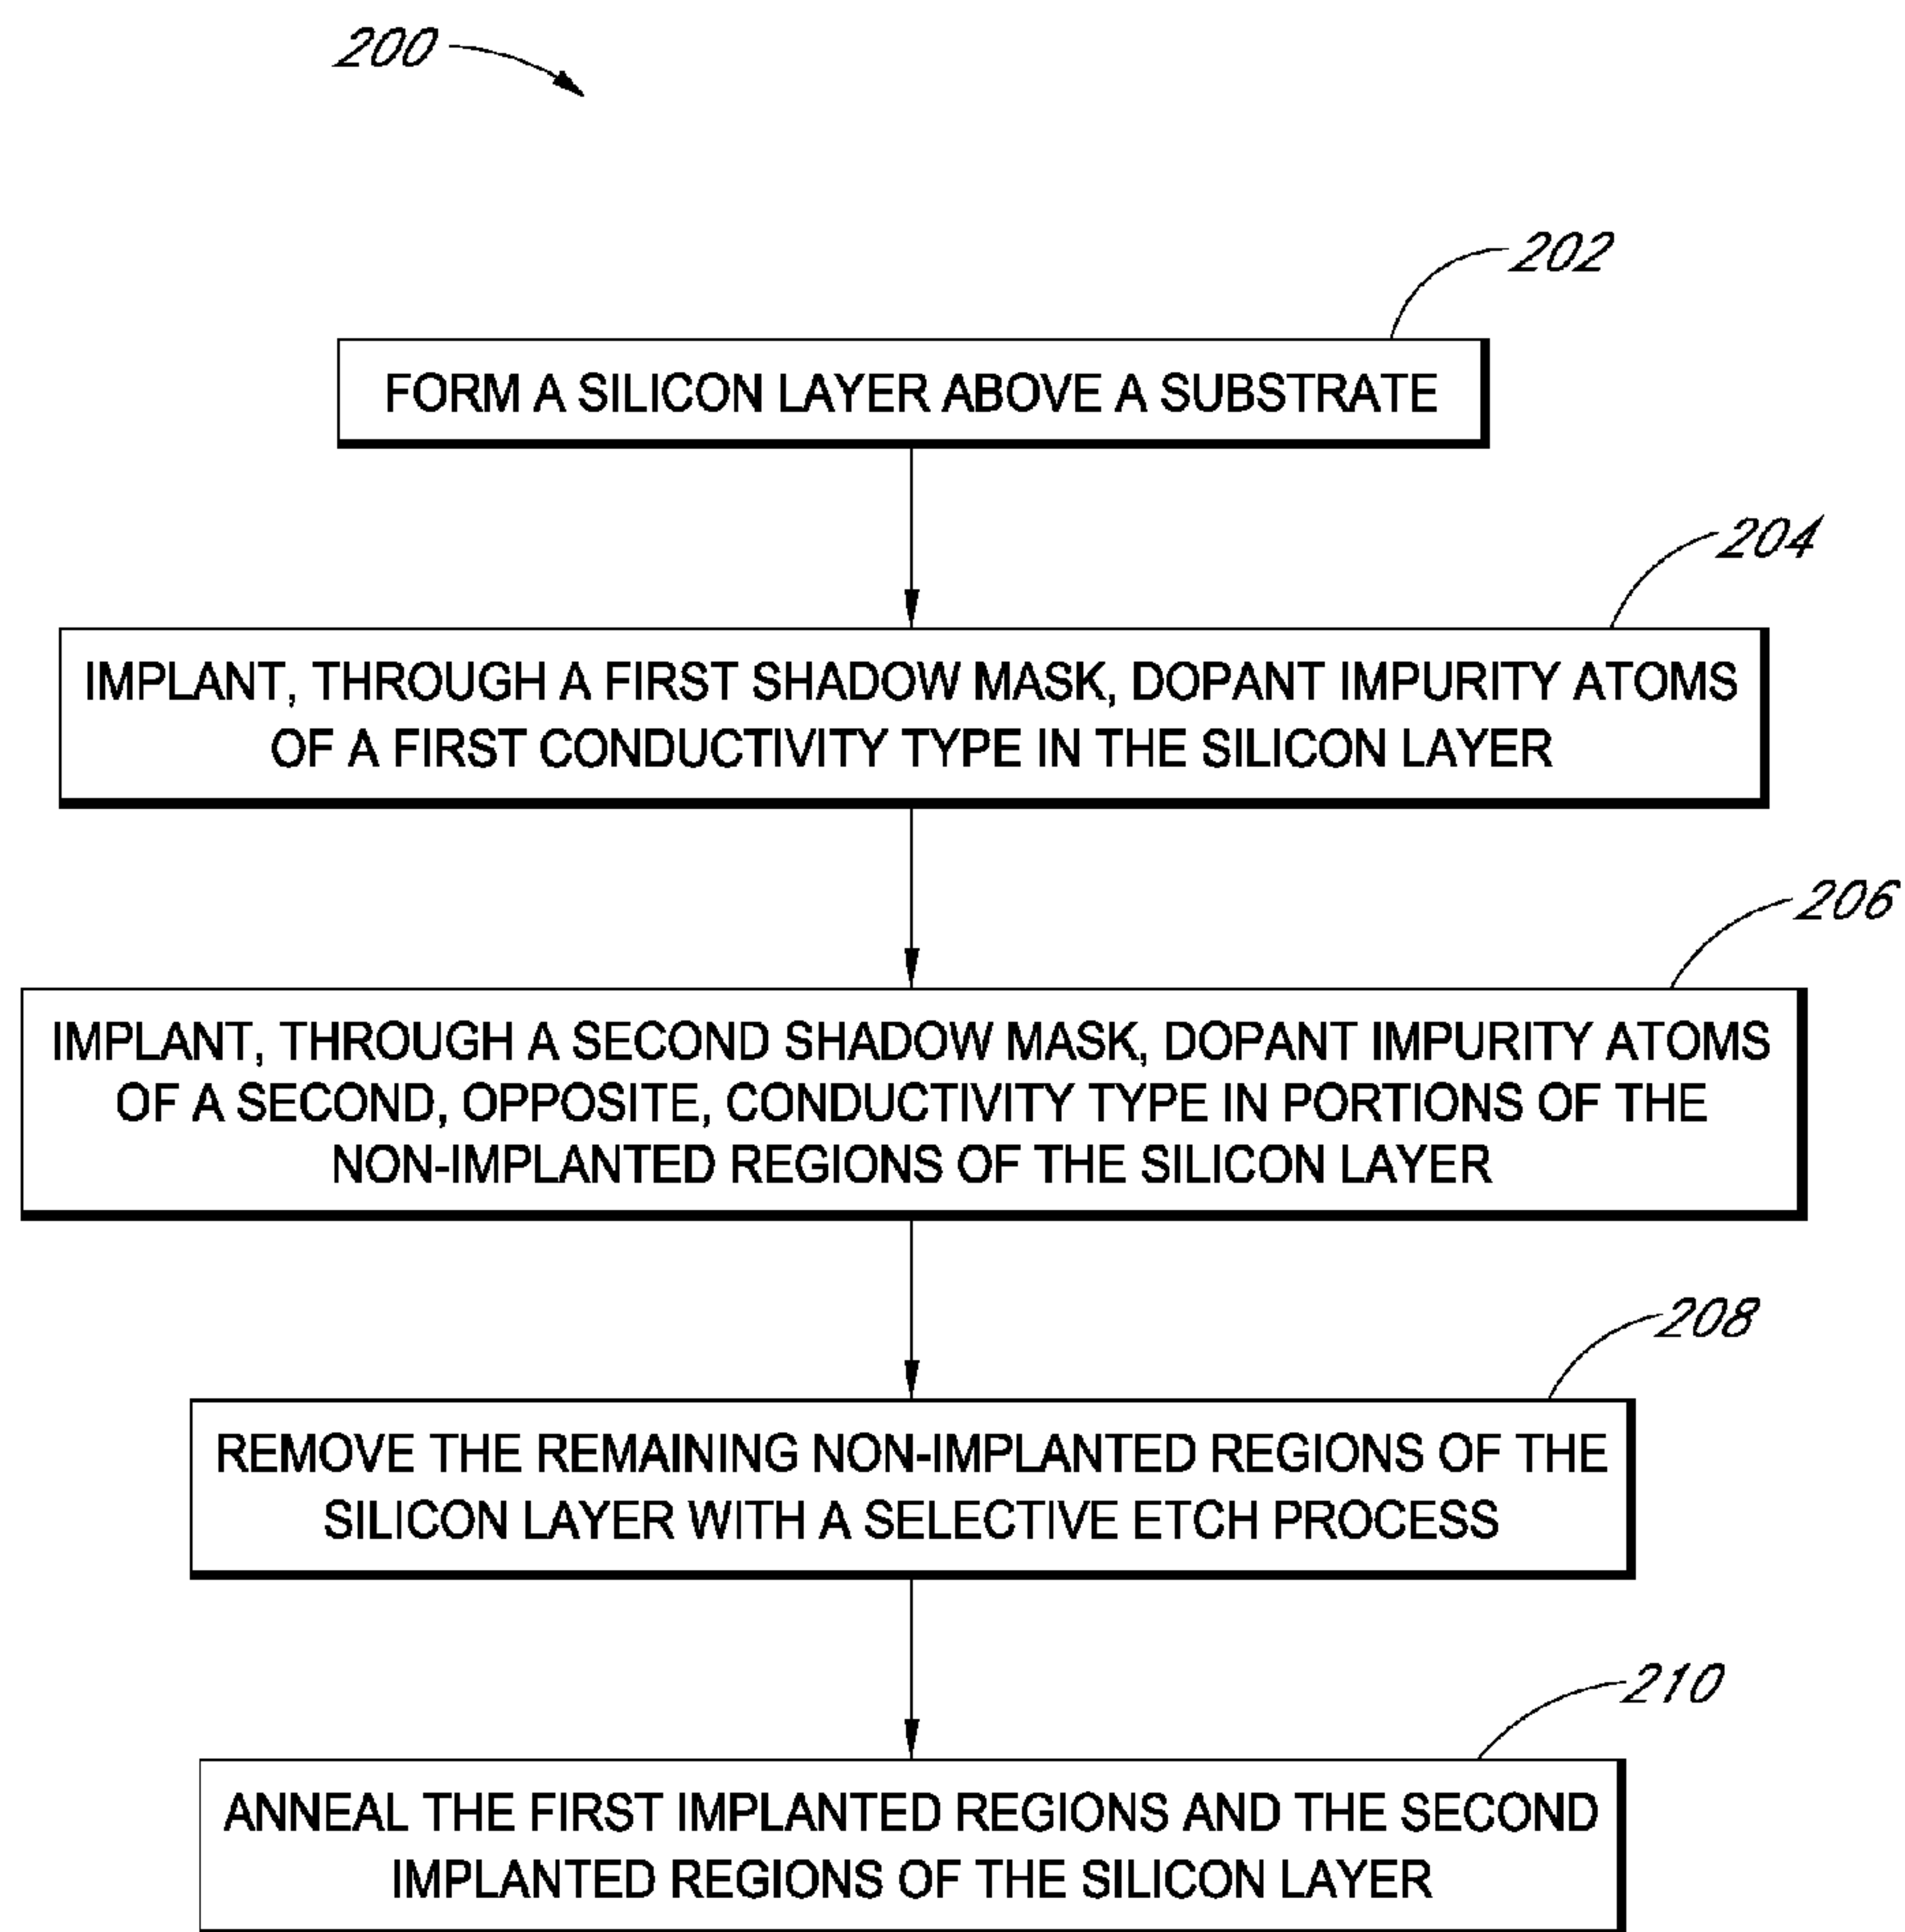 200
202
FORM A SILICON LAYER ABOVE A SUBSTRATE
204
IMPLANT, THROUGH A FIRST SHADOW MASK, DOPANT IMPURITY ATOMS
OF A FIRST CONDUCTIVITY TYPE IN THE SILICON LAYER
206
IMPLANT, THROUGH A SECOND SHADOW MASK, DOPANT IMPURITY ATOMS
OF A SECOND, OPPOSITE, CONDUCTIVITY TYPE IN PORTIONS OF THE
NON-IMPLANTED REGIONS OF THE SILICON LAYER
208
REMOVE THE REMAINING NON-IMPLANTED REGIONS OF THE
SILICON LAYER WITH A SELECTIVE ETCH PROCESS
210
ANNEAL THE FIRST IMPLANTED REGIONS AND THE SECOND
IMPLANTED REGIONS OF THE SILICON LAYER